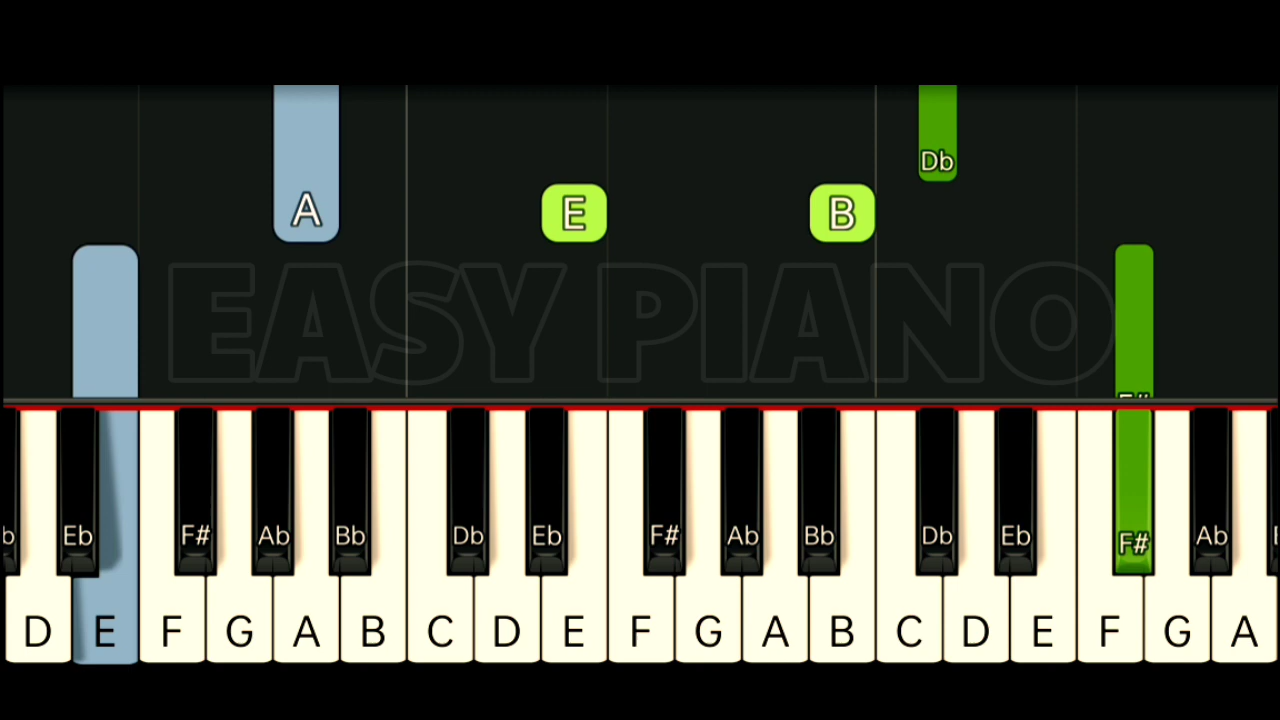 Db
A E B
EASY PIANO
F#
b Eb F# Ab Bb Db Eb F# Ab Bb Db Eb F# Ab
D E F G A B C D E F G A B C D E F G A